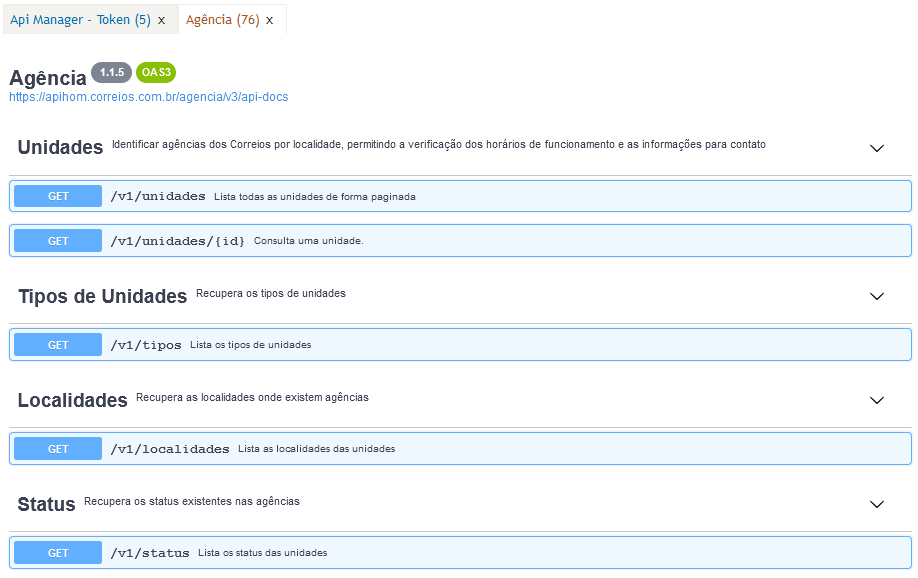 Api Manager - Token (5) x Agência (76) x
Agência 1.1.5 OAS3
https://apihom.correios.com.br/agencia/v3/api-docs
Unidades Identificar agências dos Correios por localidade, permitindo a verificação dos horários de funcionamento e as informações para contato
GET /v1/unidades Lista todas as unidades de forma paginada
GET /v1/unidades/{id} Consulta uma unidade.
Tipos de Unidades Recupera os tipos de unidades
GET /v1/tipos Lista os tipos de unidades
Localidades Recupera as localidades onde existem agências
GET /v1/localidades Lista as localidades das unidades
Status Recupera os status existentes nas agências
GET /v1/status Lista os status das unidades